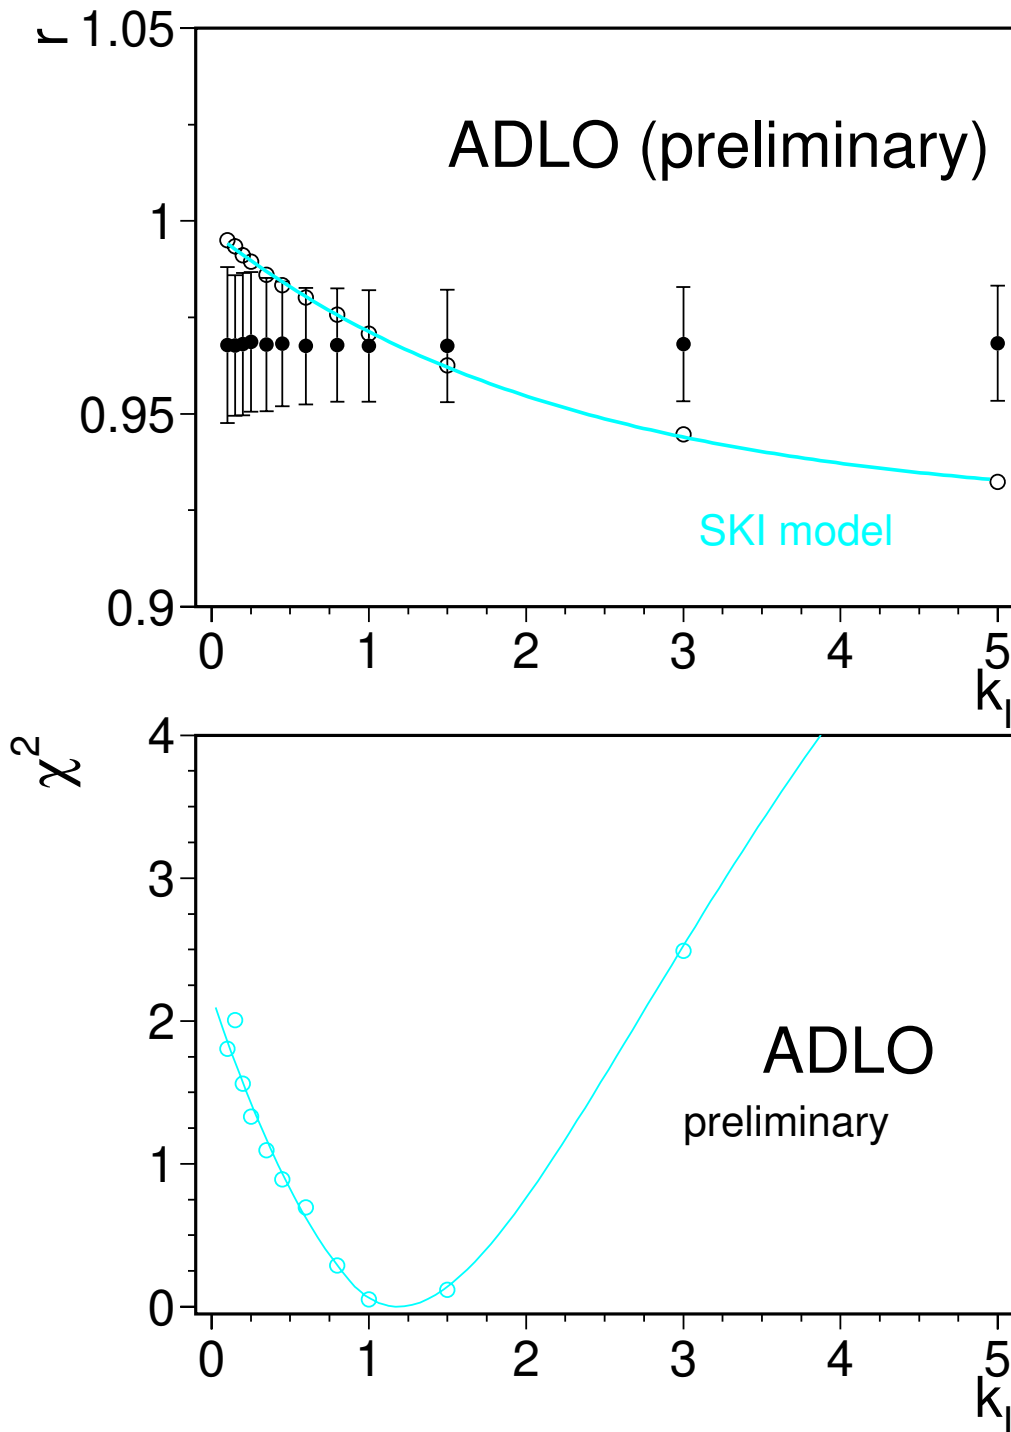 r
1.05
ADLO (preliminary)
1
0.95
SKI model
0.9
0 1 2 3 4 5
k_I
χ²
4
3
2
ADLO
preliminary
1
0
0 1 2 3 4 5
k_I